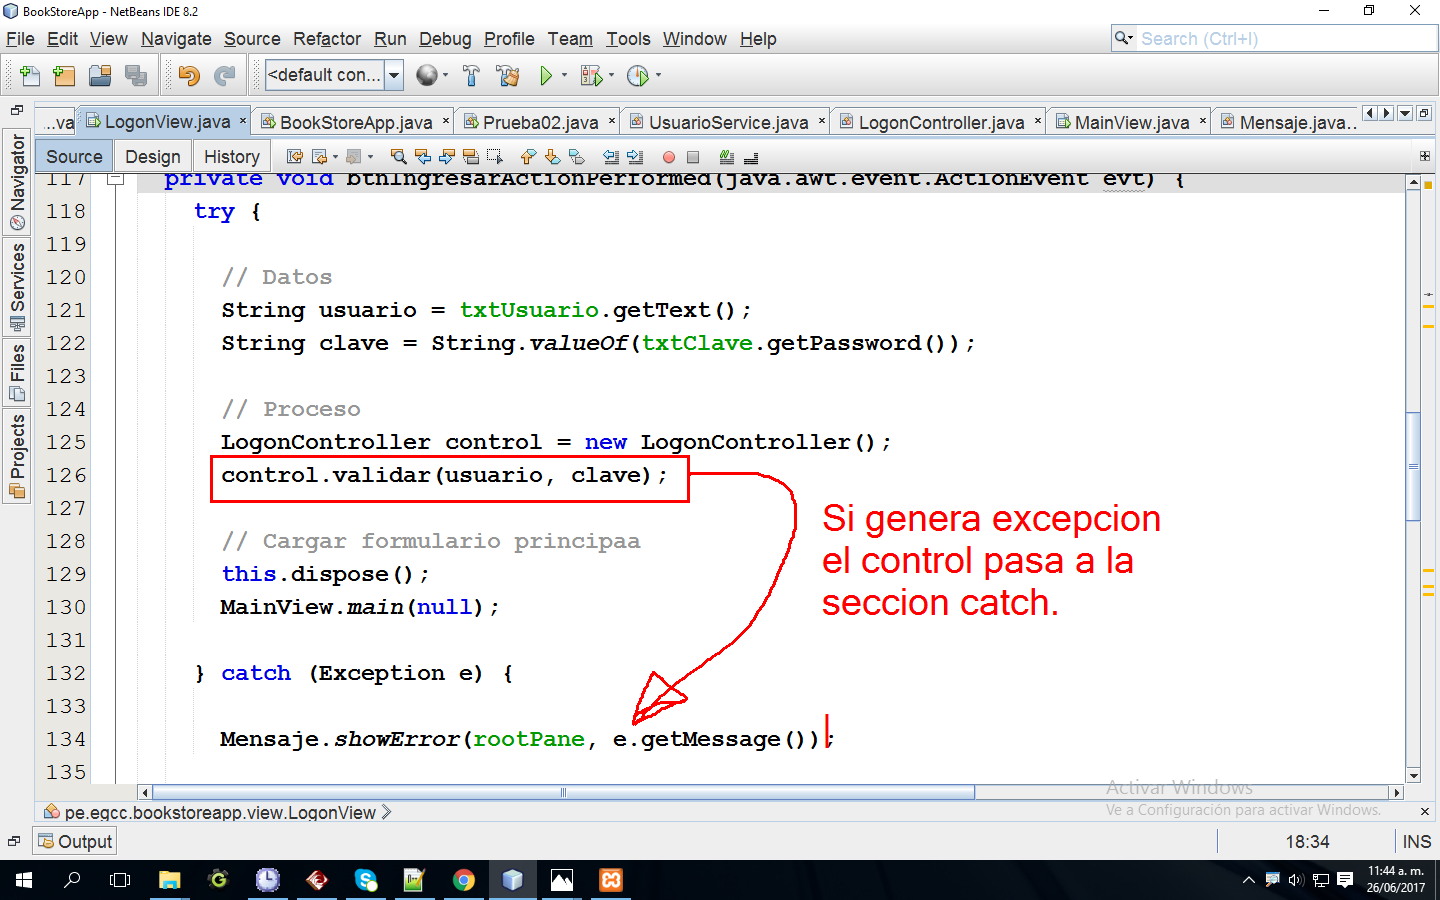 BookStoreApp - NetBeans IDE 8.2
File Edit View Navigate Source Refactor Run Debug Profile Team Tools Window Help
Search (Ctrl+I)
<default con...
...va LogonView.java BookStoreApp.java Prueba02.java UsuarioService.java LogonController.java MainView.java Mensaje.java...
Source Design History
Navigator
Services
Files
Projects
117 private void btnIngresarActionPerformed(java.awt.event.ActionEvent evt) {
118 try {
119
120 // Datos
121 String usuario = txtUsuario.getText();
122 String clave = String.valueOf(txtClave.getPassword());
123
124 // Proceso
125 LogonController control = new LogonController();
126 control.validar(usuario, clave);
127
128 // Cargar formulario principaa
129 this.dispose();
130 MainView.main(null);
131
132 } catch (Exception e) {
133
134 Mensaje.showError(rootPane, e.getMessage());
135
Si genera excepcion
el control pasa a la
seccion catch.
Activar Windows
Ve a Configuración para activar Windows.
pe.egcc.bookstoreapp.view.LogonView
Output
18:34 INS
11:44 a. m.
26/06/2017